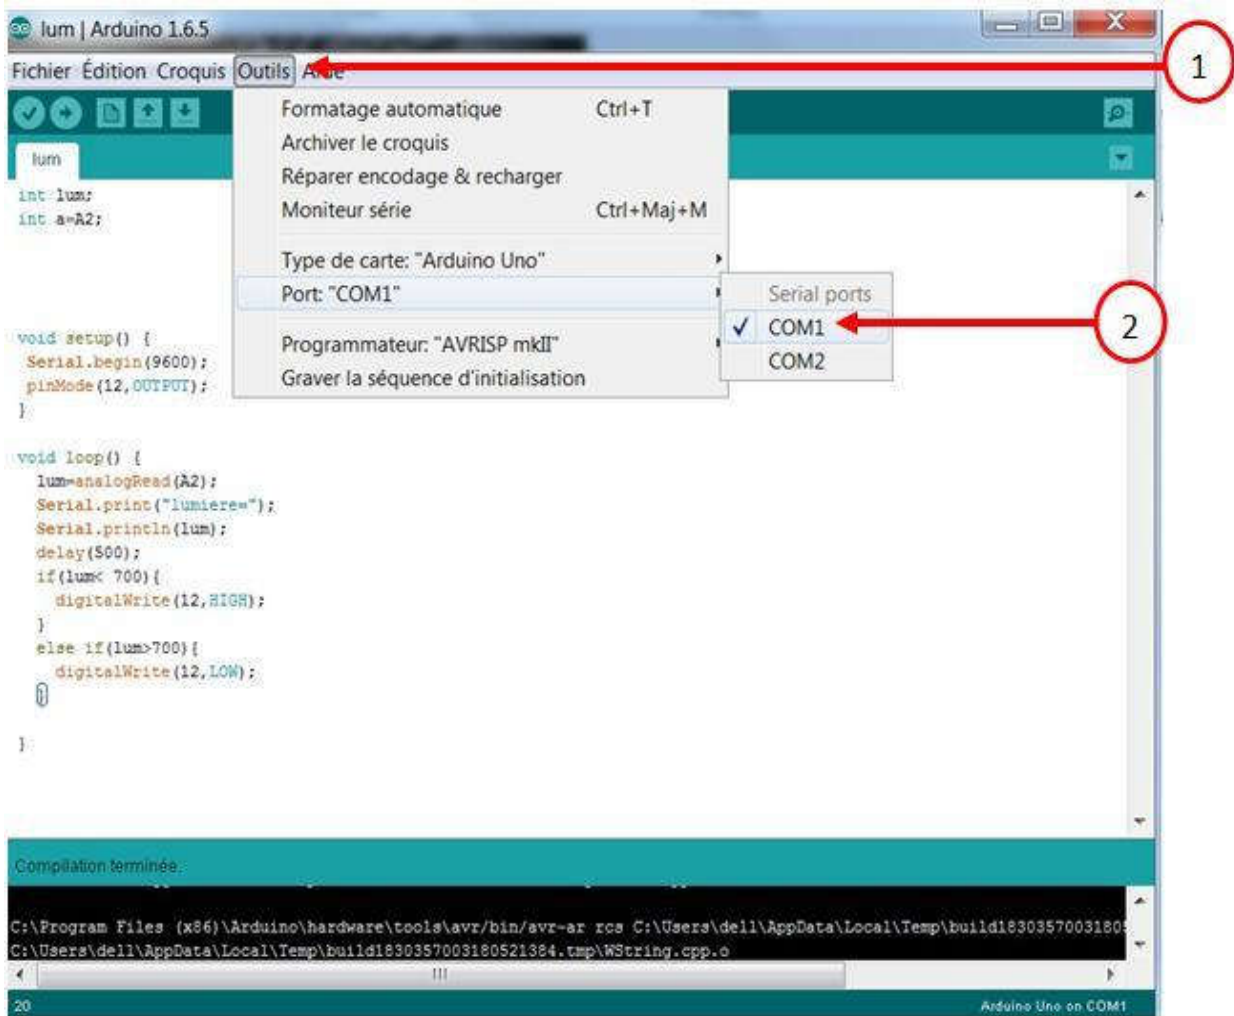 lum | Arduino 1.6.5
Fichier Édition Croquis Outils
1
Formatage automatique Ctrl+T
Archiver le croquis
Réparer encodage & recharger
Moniteur série Ctrl+Maj+M
Type de carte: "Arduino Uno"
Port: "COM1"
Programmateur: "AVRISP mkII"
Graver la séquence d'initialisation
Serial ports
COM1
COM2
2
lum
int lum;
int a=A2;
void setup() {
Serial.begin(9600);
pinMode(12,OUTPUT);
}
void loop() {
lum=analogRead(A2);
Serial.print("lumiere=");
Serial.println(lum);
delay(500);
if(lum< 700){
digitalWrite(12,HIGH);
}
else if(lum>700){
digitalWrite(12,LOW);
}
}
Compilation terminée.
C:\Program Files (x86)\Arduino\hardware\tools\avr/bin/avr-ar rcs C:\Users\dell\AppData\Local\Temp\build18303570031805
C:\Users\dell\AppData\Local\Temp\build1830357003180521384.tmp\WString.cpp.o
20
Arduino Uno on COM1